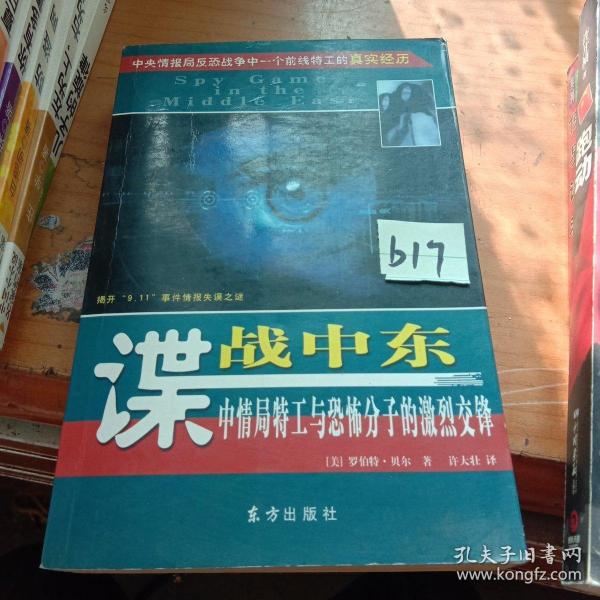 中央情报局反恐战争中一个前线特工的真实经历
Spy Game
in the
Middle East
b17
揭开“9.11”事件情报失误之谜
谍战中东
中情局特工与恐怖分子的激烈交锋
[美] 罗伯特·贝尔 著 许大壮 译
东方出版社
孔夫子旧书网
www.kongfz.com